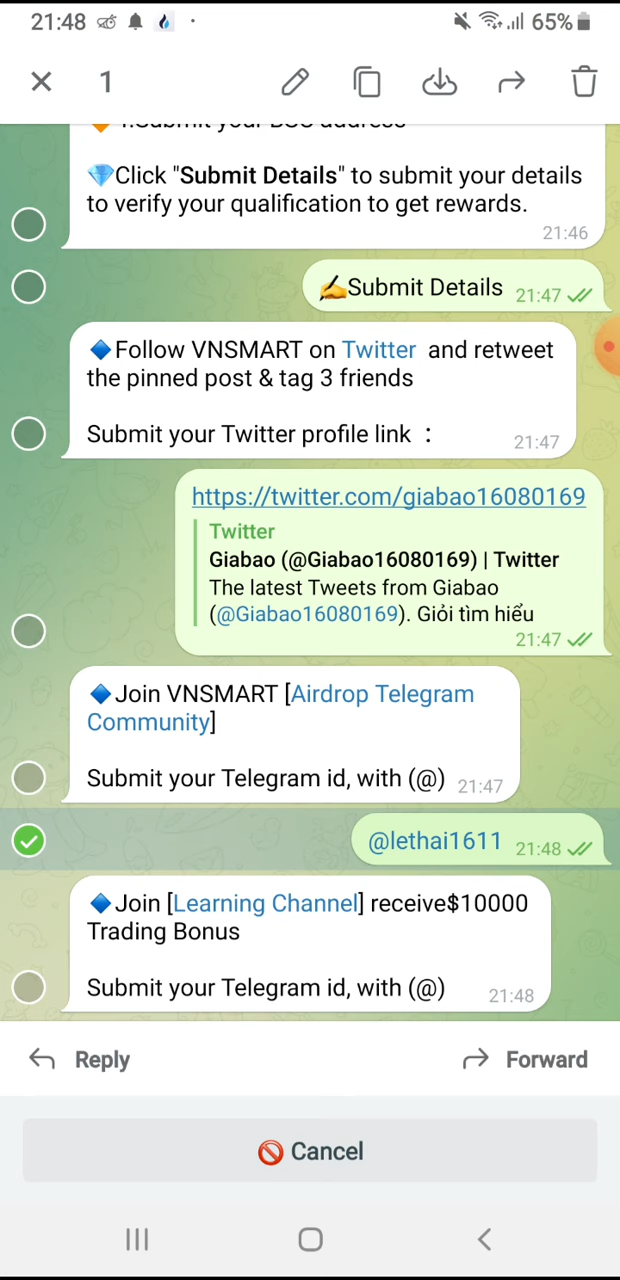 21:48
65%
1
1.Submit your BSC address
Click "Submit Details" to submit your details
to verify your qualification to get rewards.
21:46
Submit Details 21:47
Follow VNSMART on Twitter and retweet
the pinned post & tag 3 friends
Submit your Twitter profile link :
21:47
https://twitter.com/giabao16080169
Twitter
Giabao (@Giabao16080169) | Twitter
The latest Tweets from Giabao
(@Giabao16080169). Giỏi tìm hiểu
21:47
Join VNSMART [Airdrop Telegram
Community]
Submit your Telegram id, with (@) 21:47
@lethai1611 21:48
Join [Learning Channel] receive$10000
Trading Bonus
Submit your Telegram id, with (@) 21:48
Reply
Forward
Cancel